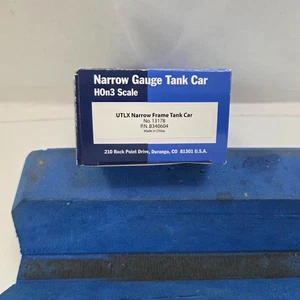 Narrow Gauge Tank Car
HOn3 Scale
UTLX Narrow Frame Tank Car
No. 13178
P/N 8340604
Made in China
210 Rock Point Drive, Durango, CO 81301 U.S.A.